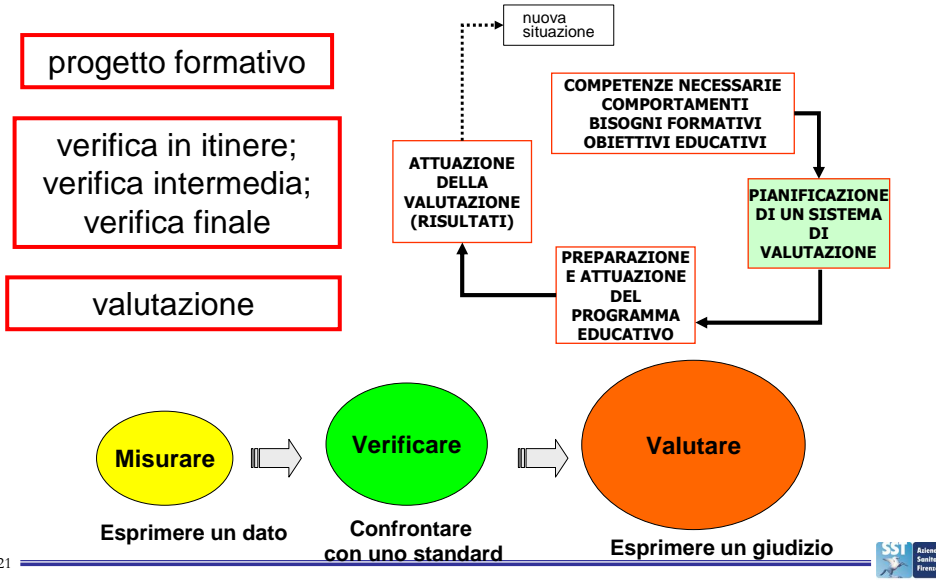 progetto formativo
verifica in itinere;
verifica intermedia;
verifica finale
valutazione
nuova
situazione
COMPETENZE NECESSARIE
COMPORTAMENTI
BISOGNI FORMATIVI
OBIETTIVI EDUCATIVI
ATTUAZIONE
DELLA
VALUTAZIONE
(RISULTATI)
PIANIFICAZIONE
DI UN SISTEMA
DI
VALUTAZIONE
PREPARAZIONE
E ATTUAZIONE
DEL
PROGRAMMA
EDUCATIVO
Misurare
Verificare
Valutare
Esprimere un dato
Confrontare
con uno standard
Esprimere un giudizio
21
SST